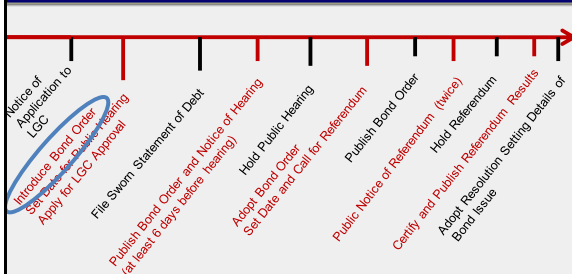 Notice of
Application to
LGC
Introduce Bond Order
Set Date for Public Hearing
Apply for LGC Approval
File Sworn Statement of Debt
Publish Bond Order and Notice of Hearing
(at least 6 days before hearing)
Hold Public Hearing
Adopt Bond Order
Set Date and Call for Referendum
Publish Bond Order
Public Notice of Referendum (twice)
Hold Referendum
Certify and Publish Referendum Results
Adopt Resolution Setting Details of
Bond Issue